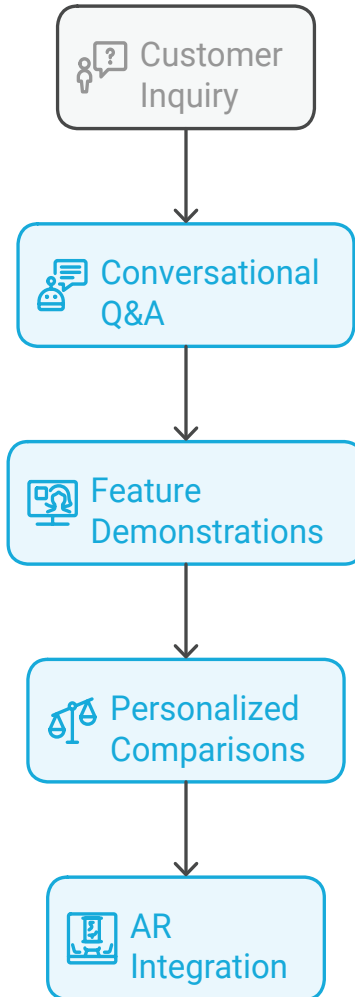 ?
Customer
Inquiry
Conversational
Q&A
Feature
Demonstrations
Personalized
Comparisons
AR
Integration